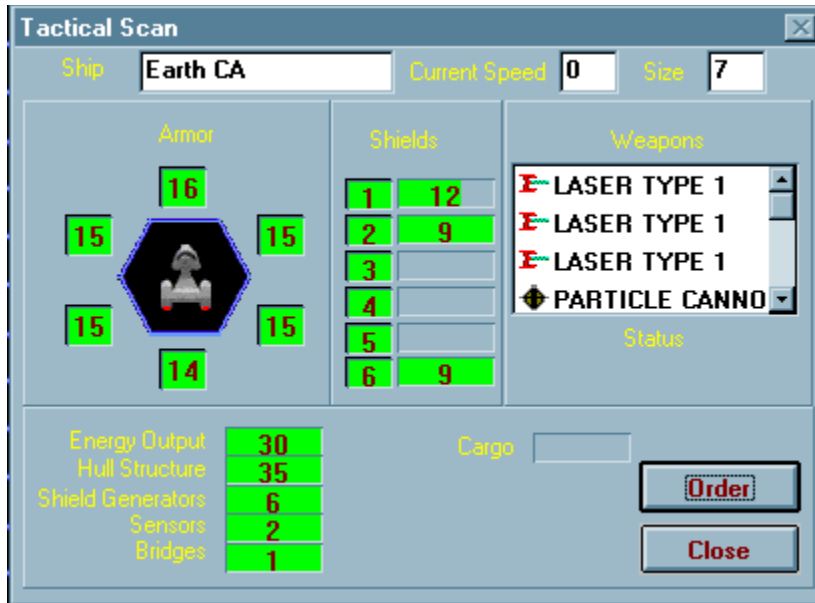 Tactical Scan
Ship Earth CA Current Speed 0 Size 7
Armor
16
15 15
15 15
14
Shields
1 12
2 9
3
4
5
6 9
Weapons
LASER TYPE 1
LASER TYPE 1
LASER TYPE 1
PARTICLE CANNO
Status
Energy Output 30
Hull Structure 35
Shield Generators 6
Sensors 2
Bridges 1
Cargo
Order
Close